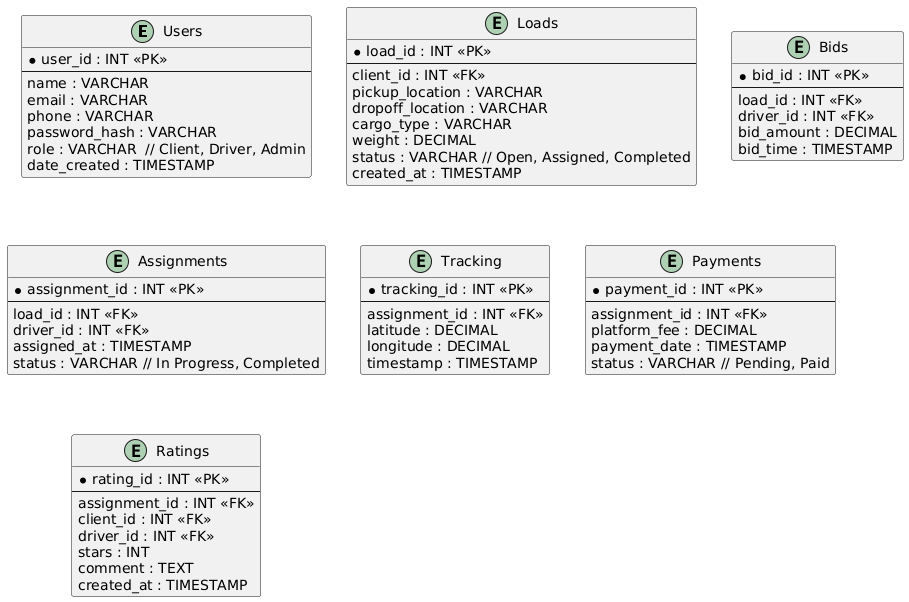 E Users
* user_id : INT «PK»
name : VARCHAR
email : VARCHAR
phone : VARCHAR
password_hash : VARCHAR
role : VARCHAR  // Client, Driver, Admin
date_created : TIMESTAMP
E Loads
* load_id : INT «PK»
client_id : INT «FK»
pickup_location : VARCHAR
dropoff_location : VARCHAR
cargo_type : VARCHAR
weight : DECIMAL
status : VARCHAR // Open, Assigned, Completed
created_at : TIMESTAMP
E Bids
* bid_id : INT «PK»
load_id : INT «FK»
driver_id : INT «FK»
bid_amount : DECIMAL
bid_time : TIMESTAMP
E Assignments
* assignment_id : INT «PK»
load_id : INT «FK»
driver_id : INT «FK»
assigned_at : TIMESTAMP
status : VARCHAR // In Progress, Completed
E Tracking
* tracking_id : INT «PK»
assignment_id : INT «FK»
latitude : DECIMAL
longitude : DECIMAL
timestamp : TIMESTAMP
E Payments
* payment_id : INT «PK»
assignment_id : INT «FK»
platform_fee : DECIMAL
payment_date : TIMESTAMP
status : VARCHAR // Pending, Paid
E Ratings
* rating_id : INT «PK»
assignment_id : INT «FK»
client_id : INT «FK»
driver_id : INT «FK»
stars : INT
comment : TEXT
created_at : TIMESTAMP